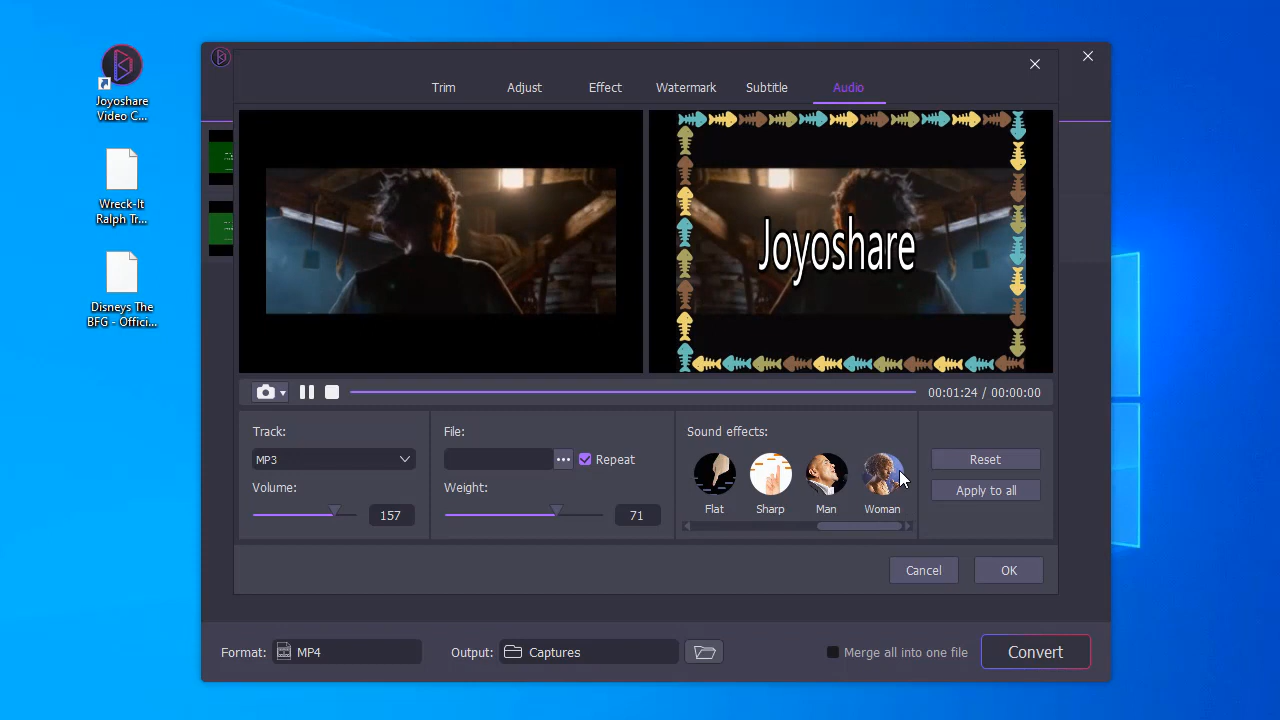 Joyoshare
Video C...
Wreck-It
Ralph Tr...
Disneys The
BFG - Offici...
Trim
Adjust
Effect
Watermark
Subtitle
Audio
Joyoshare
00:01:24 / 00:00:00
Track:
MP3
Volume:
157
File:
Repeat
Weight:
71
Sound effects:
Flat
Sharp
Man
Woman
Reset
Apply to all
Cancel
OK
Format:
MP4
Output:
Captures
Merge all into one file
Convert